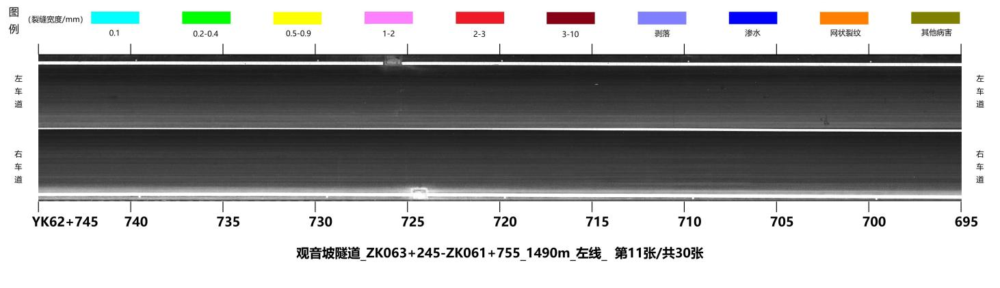 图例 (裂缝宽度/mm) 0.1 0.2-0.4 0.5-0.9 1-2 2-3 3-10 剥落 渗水 网状裂纹 其他病害
左车道 左车道
右车道 右车道
YK62+745 740 735 730 725 720 715 710 705 700 695
观音坡隧道_ZK063+245-ZK061+755_1490m_左线_ 第11张/共30张